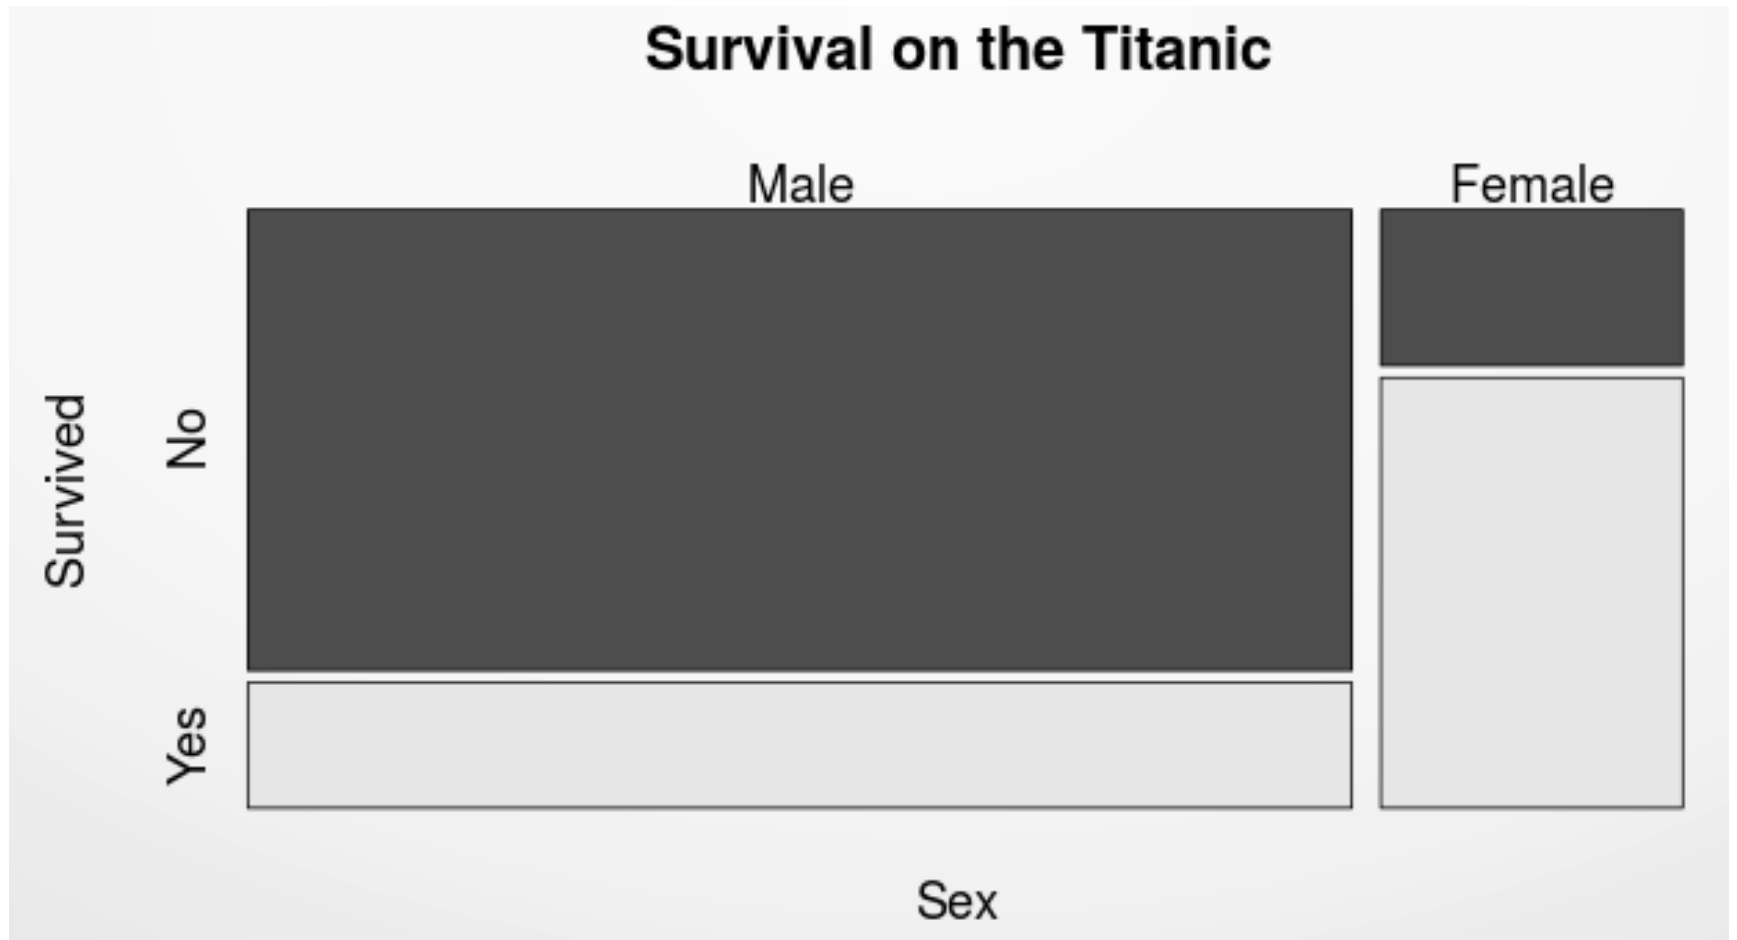 Survival on the Titanic
Male
Female
Survived
No
Yes
Sex